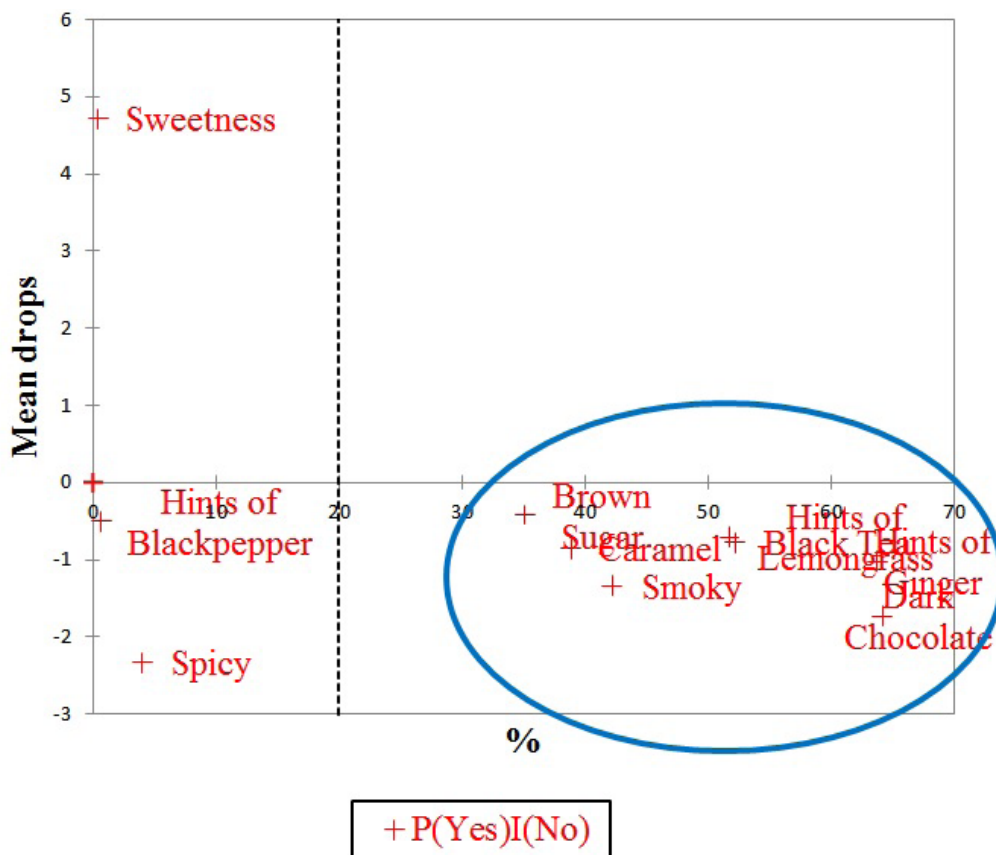 6
5
Sweetness
4
3
2
1
Mean drops
0
0
10
20
30
40
50
60
70
Hints of
Blackpepper
Brown
Sugar
Caramel
Smoky
Hints of
Black Tea
Lemongrass
Hints of
Ginger
Dark
Chocolate
-1
-2
Spicy
-3
%
+P(Yes)I(No)